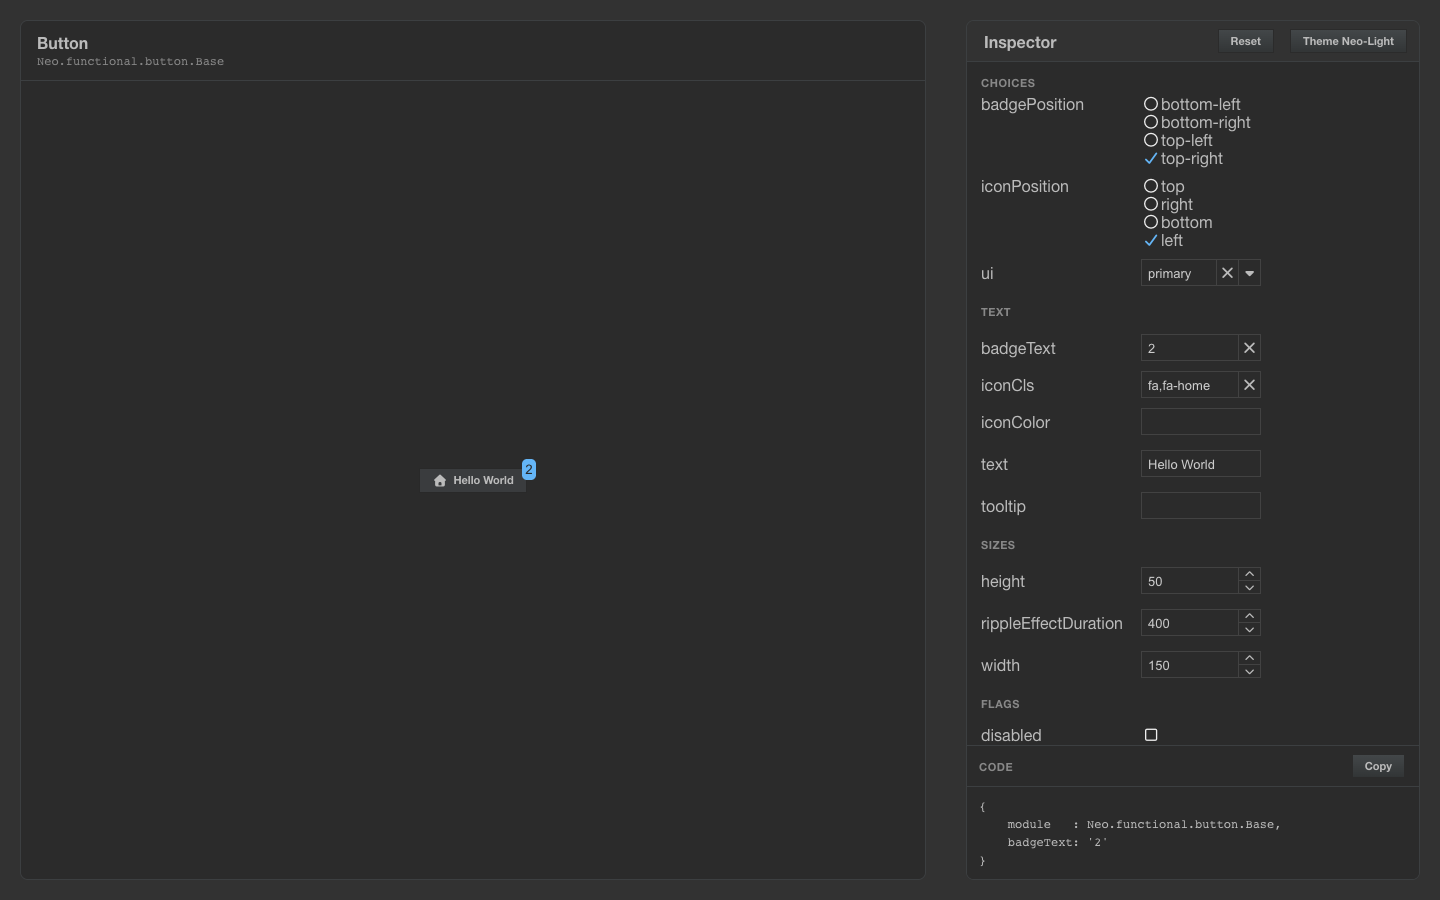 Button
Neo.functional.button.Base
Hello World
2
Inspector
Reset
Theme Neo-Light
CHOICES
badgePosition
bottom-left
bottom-right
top-left
top-right
iconPosition
top
right
bottom
left
ui
primary
TEXT
badgeText
2
iconCls
fa,fa-home
iconColor
text
Hello World
tooltip
SIZES
height
50
rippleEffectDuration
400
width
150
FLAGS
disabled
CODE
Copy
{
    module   : Neo.functional.button.Base,
    badgeText: '2'
}